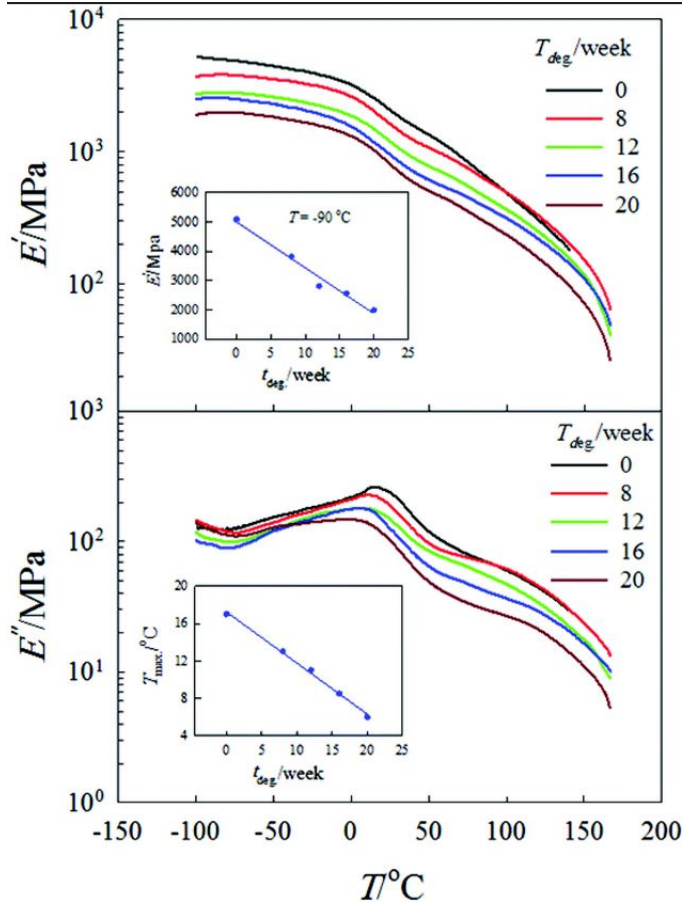 10⁴
10³
10²
10¹
10³
E′/MPa
T_deg./week
0
8
12
16
20
6000
5000
4000
3000
2000
1000
E′/Mpa
T = -90 °C
0 5 10 15 20 25
t_deg./week
10²
10¹
10⁰
E″/MPa
T_deg./week
0
8
12
16
20
20
16
12
8
4
T_max./°C
0 5 10 15 20 25
t_deg./week
-150 -100 -50 0 50 100 150 200
T/°C